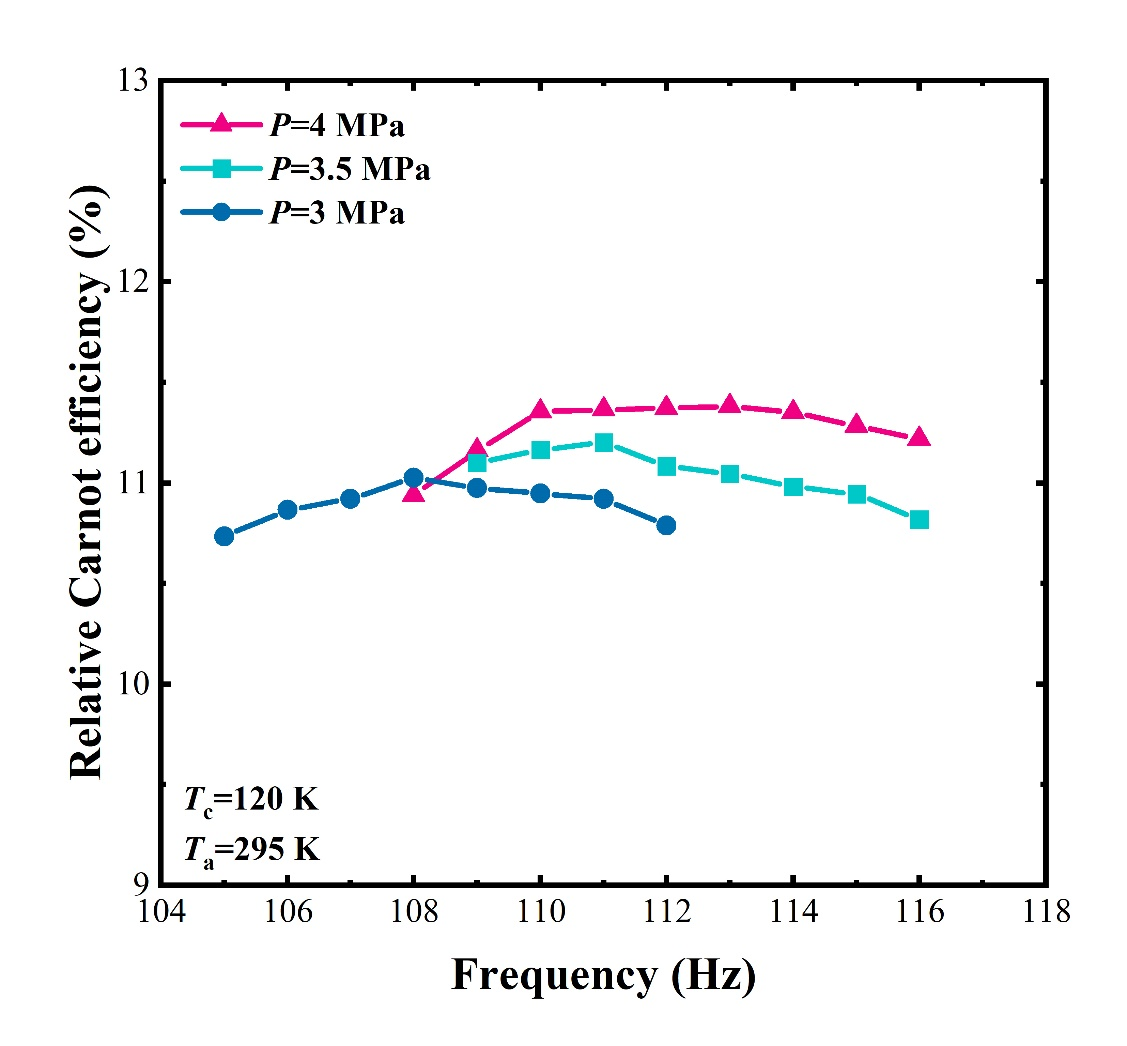 P=4 MPa
P=3.5 MPa
P=3 MPa
Relative Carnot efficiency (%)
13
12
11
10
9
Tc=120 K
Ta=295 K
104 106 108 110 112 114 116 118
Frequency (Hz)